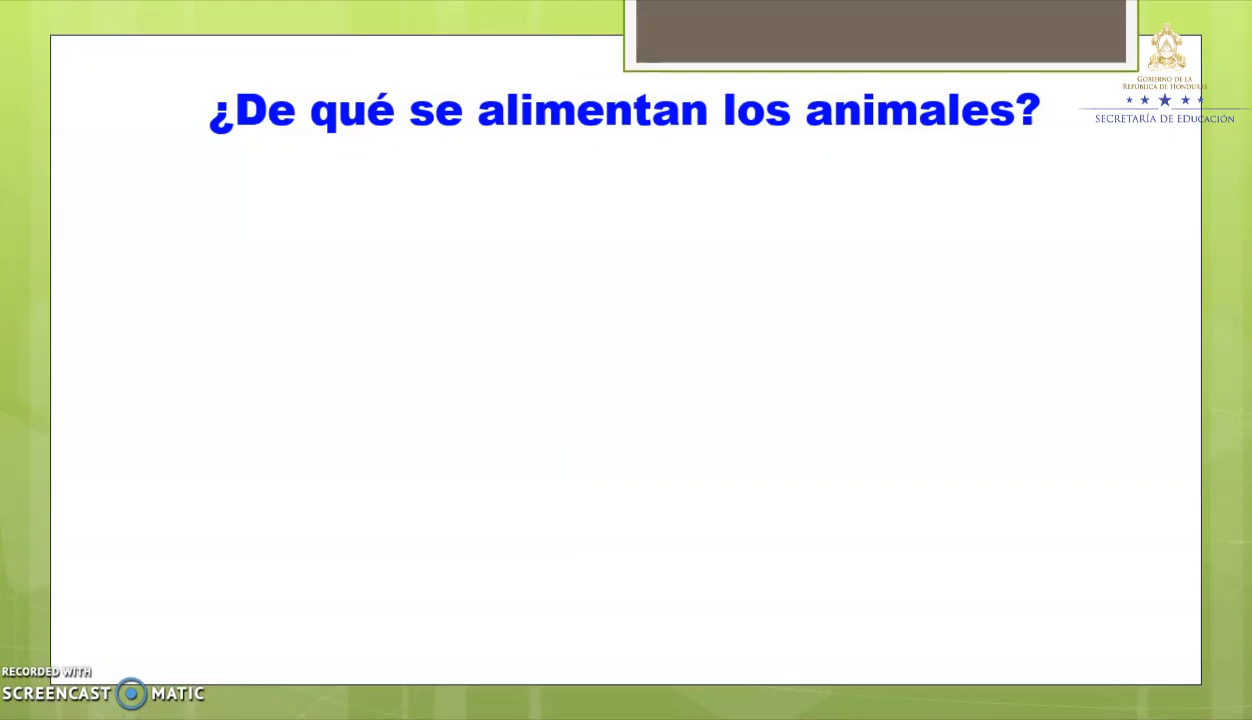 ¿De qué se alimentan los animales?
GOBIERNO DE LA
REPÚBLICA DE HONDURAS
SECRETARÍA DE EDUCACIÓN
RECORDED WITH
SCREENCAST MATIC